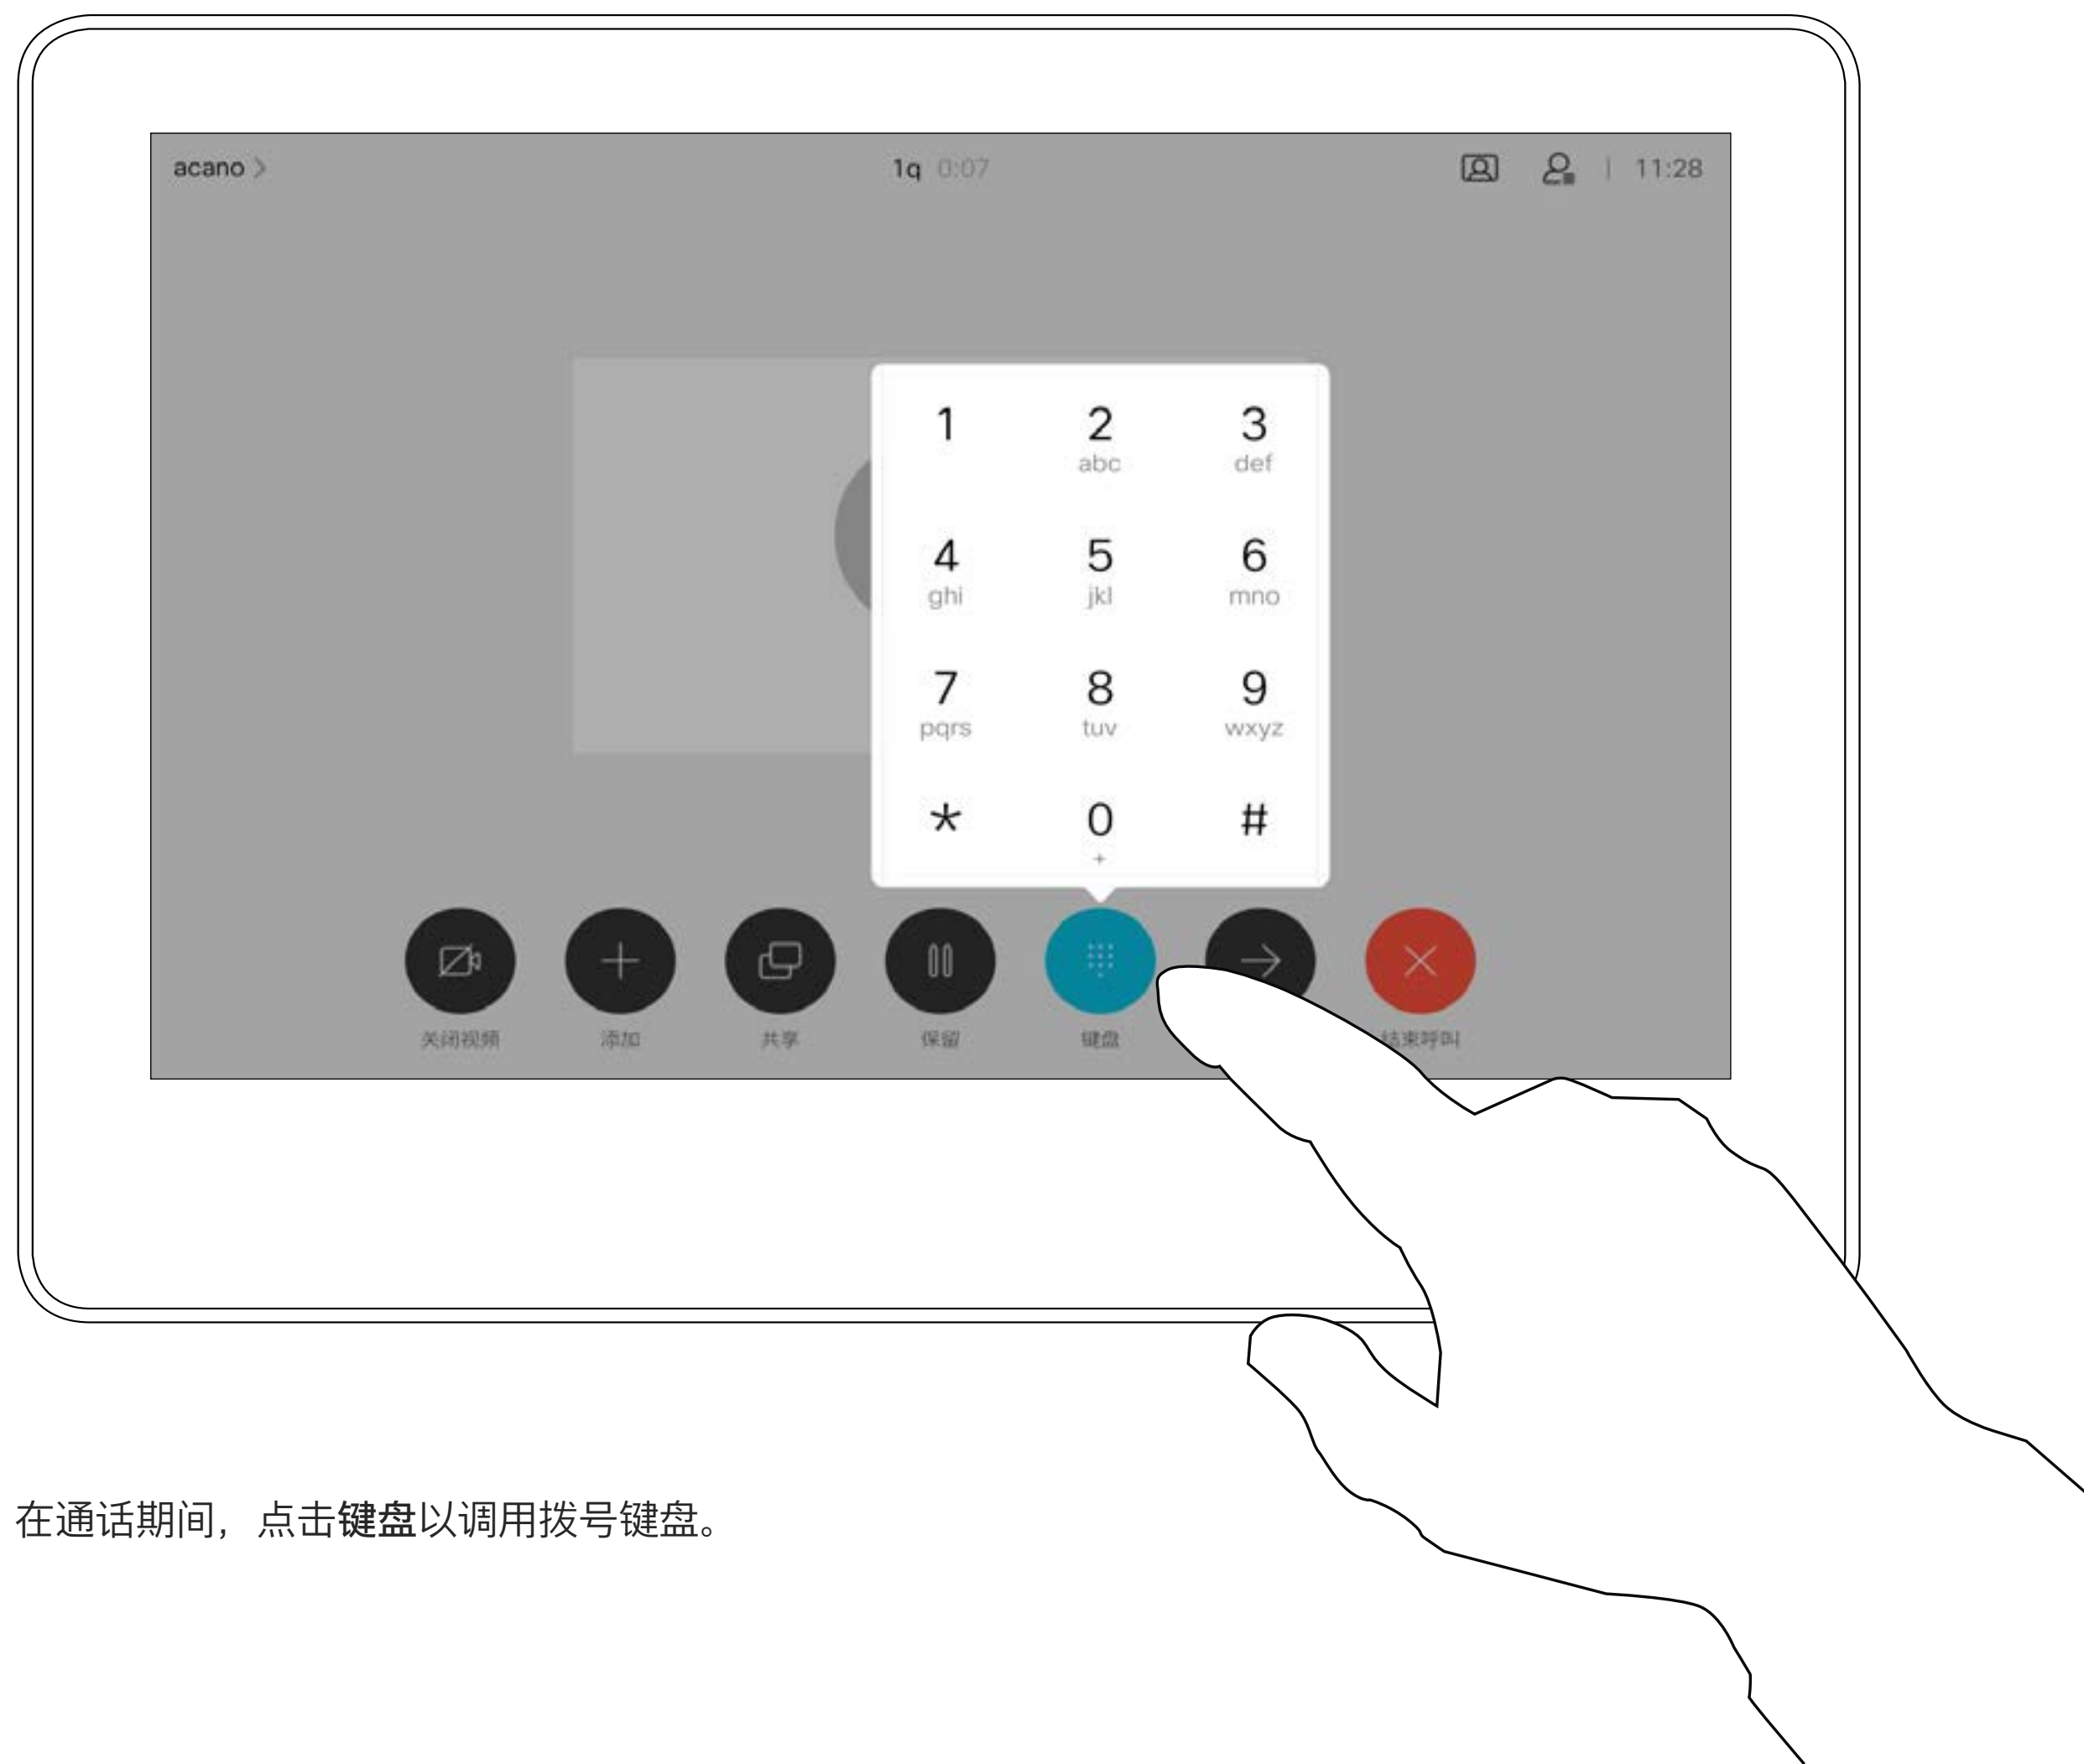 acano
1q 0:07
11:28
1 2 3
abc def
4 5 6
ghi jkl mno
7 8 9
pqrs tuv wxyz
* 0 #
+
关闭视频 添加 共享 保留 键盘 结束呼叫
在通话期间，点击键盘以调用拨号键盘。